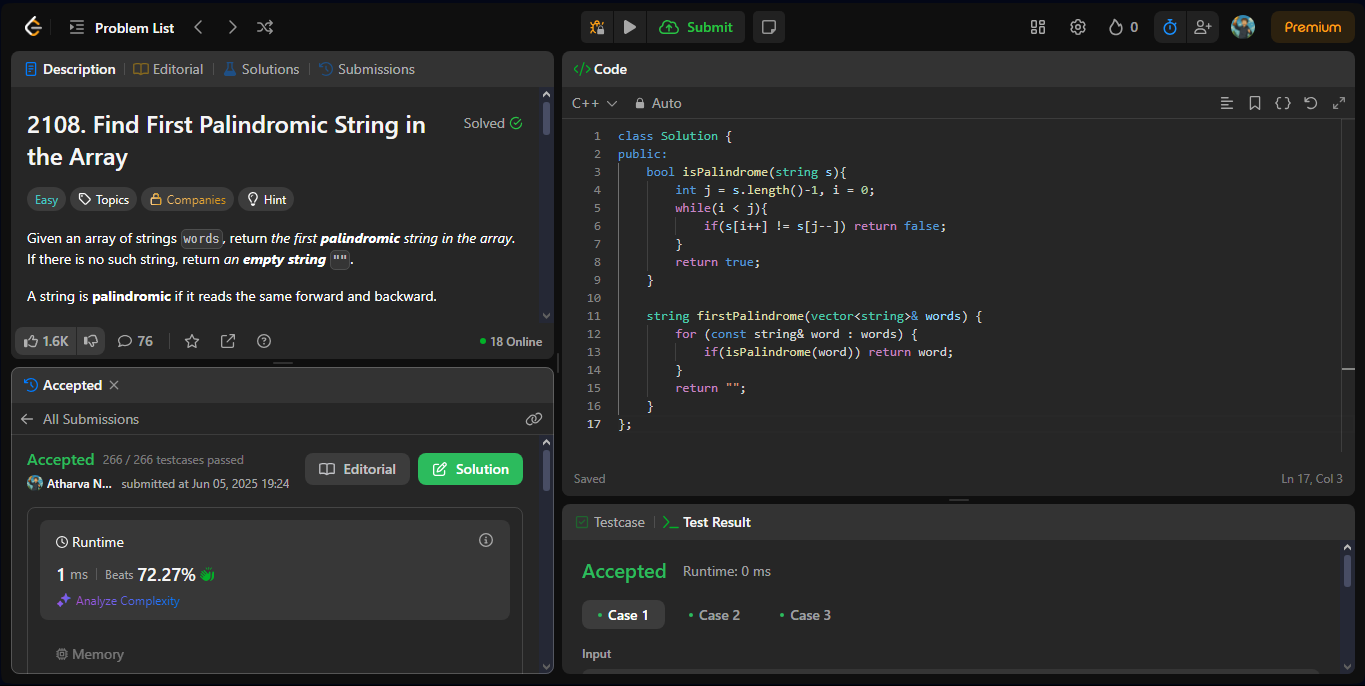 Problem List
Submit
0
Premium
Description
Editorial
Solutions
Submissions
2108. Find First Palindromic String in
the Array
Solved
Easy
Topics
Companies
Hint
Given an array of strings words, return the first palindromic string in the array.
If there is no such string, return an empty string "".
A string is palindromic if it reads the same forward and backward.
1.6K
76
18 Online
Accepted
All Submissions
Accepted 266 / 266 testcases passed
Atharva N... submitted at Jun 05, 2025 19:24
Editorial
Solution
Runtime
1 ms Beats 72.27%
Analyze Complexity
Memory
</> Code
C++ Auto
1 class Solution {
2 public:
3 bool isPalindrome(string s){
4 int j = s.length()-1, i = 0;
5 while(i < j){
6 if(s[i++] != s[j--]) return false;
7 }
8 return true;
9 }
10
11 string firstPalindrome(vector<string>& words) {
12 for (const string& word : words) {
13 if(isPalindrome(word)) return word;
14 }
15 return "";
16 }
17 };
Saved
Ln 17, Col 3
Testcase
Test Result
Accepted Runtime: 0 ms
Case 1
Case 2
Case 3
Input